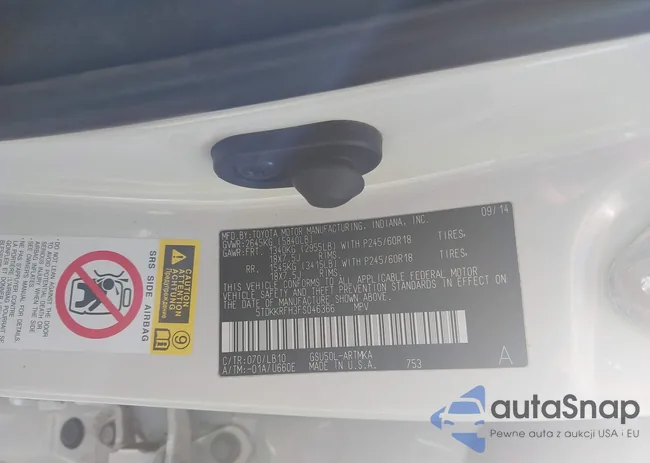 MFD. BY: TOYOTA MOTOR MANUFACTURING, INDIANA, INC. 09/14
GVWR: 2645KG (5840LB)
GAWR: FRT. 1340KG (2955LB) WITH P245/60R18 TIRES,
18X7.5J RIM
RR. 1545KG (3415LB) WITH P245/60R18 TIRES,
18X7.5J RIM
THIS VEHICLE CONFORMS TO ALL APPLICABLE FEDERAL MOTOR
VEHICLE SAFETY AND THEFT PREVENTION STANDARDS IN EFFECT ON
THE DATE OF MANUFACTURE SHOWN ABOVE.
5TDKKRFH3FS046366 MPV
C/TR: 070/LB10 GSU50L-ARTMKA
A/TM: -01A/U660E MADE IN U.S.A. 753 A
SRS SIDE AIRBAG
CAUTION
ATTENTION
autaSnap
Pewne auta z aukcji USA i EU